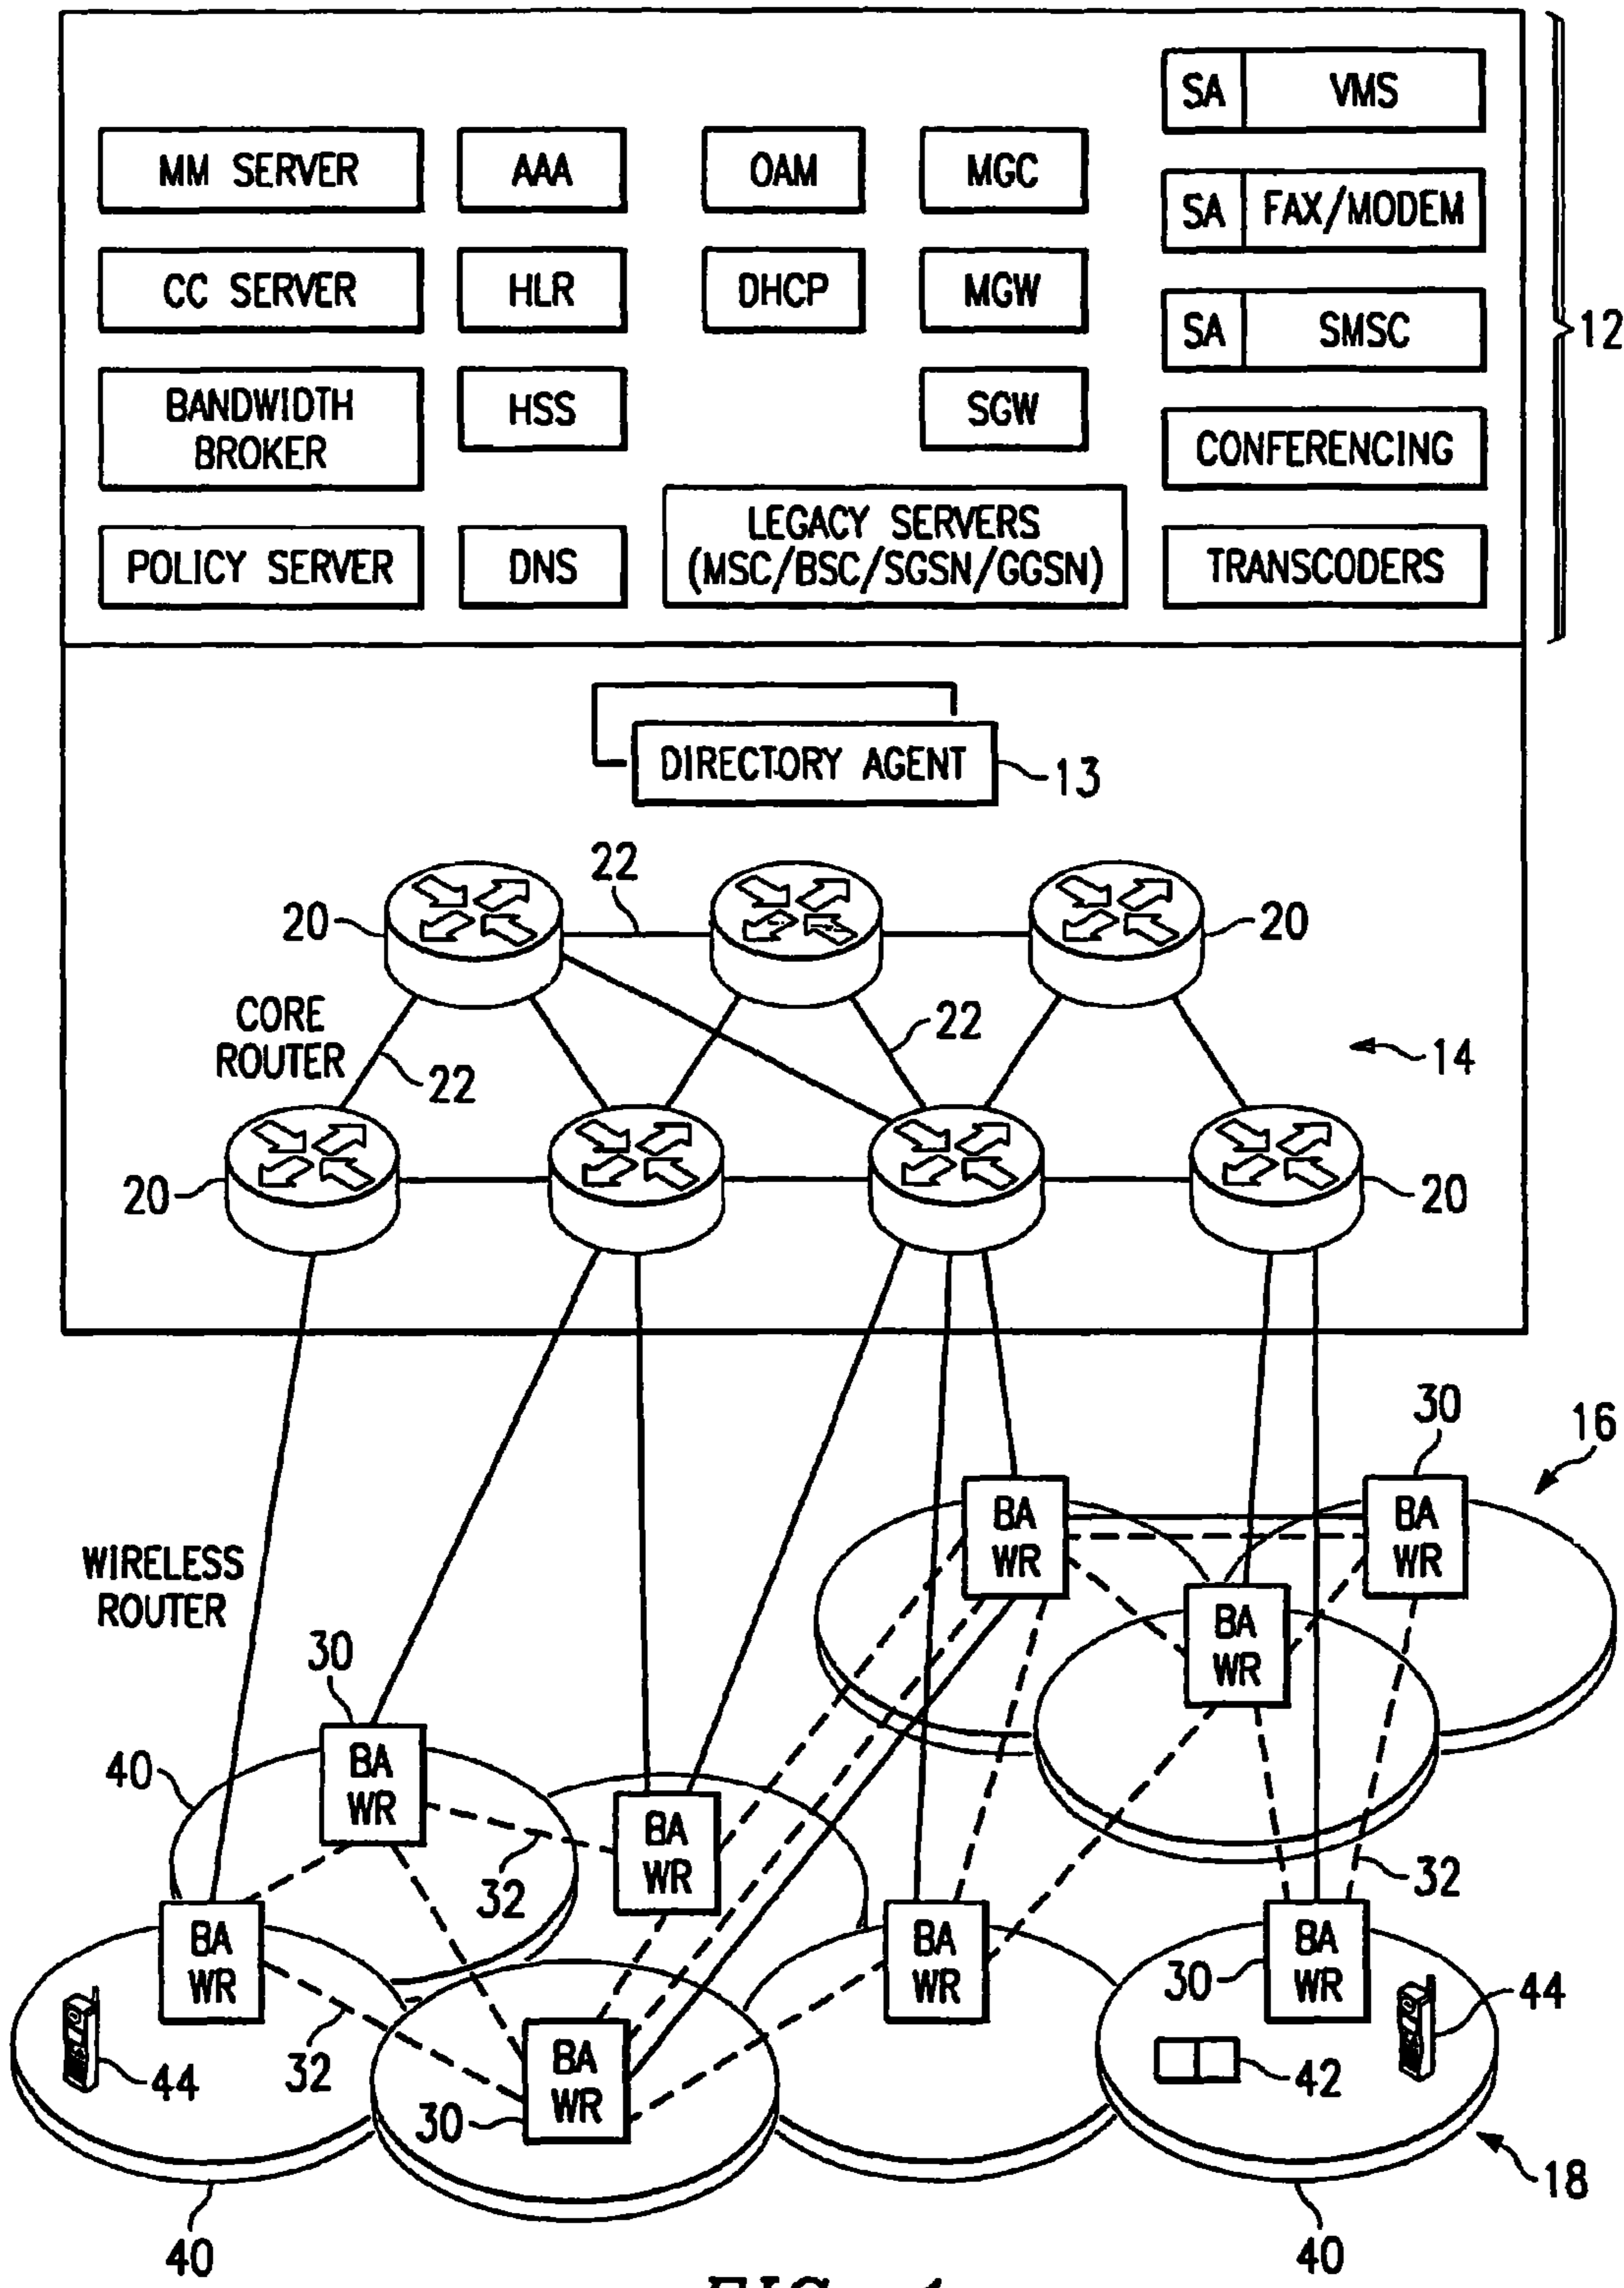 SA VMS
MM SERVER
AAA
OAM
MGC
SA FAX/MODEM
CC SERVER
HLR
DHCP
MGW
SA SMSC
12
BANDWIDTH
BROKER
HSS
SGW
CONFERENCING
POLICY SERVER
DNS
LEGACY SERVERS
(MSC/BSC/SGSN/GGSN)
TRANSCODERS
DIRECTORY AGENT
13
22
20
20
CORE
ROUTER
22
22
14
20
20
30
16
WIRELESS
ROUTER
BA
WR
BA
WR
BA
WR
30
40
BA
WR
BA
WR
32
32
BA
WR
BA
WR
30
BA
WR
44
44
32
BA
WR
30
42
18
40
40